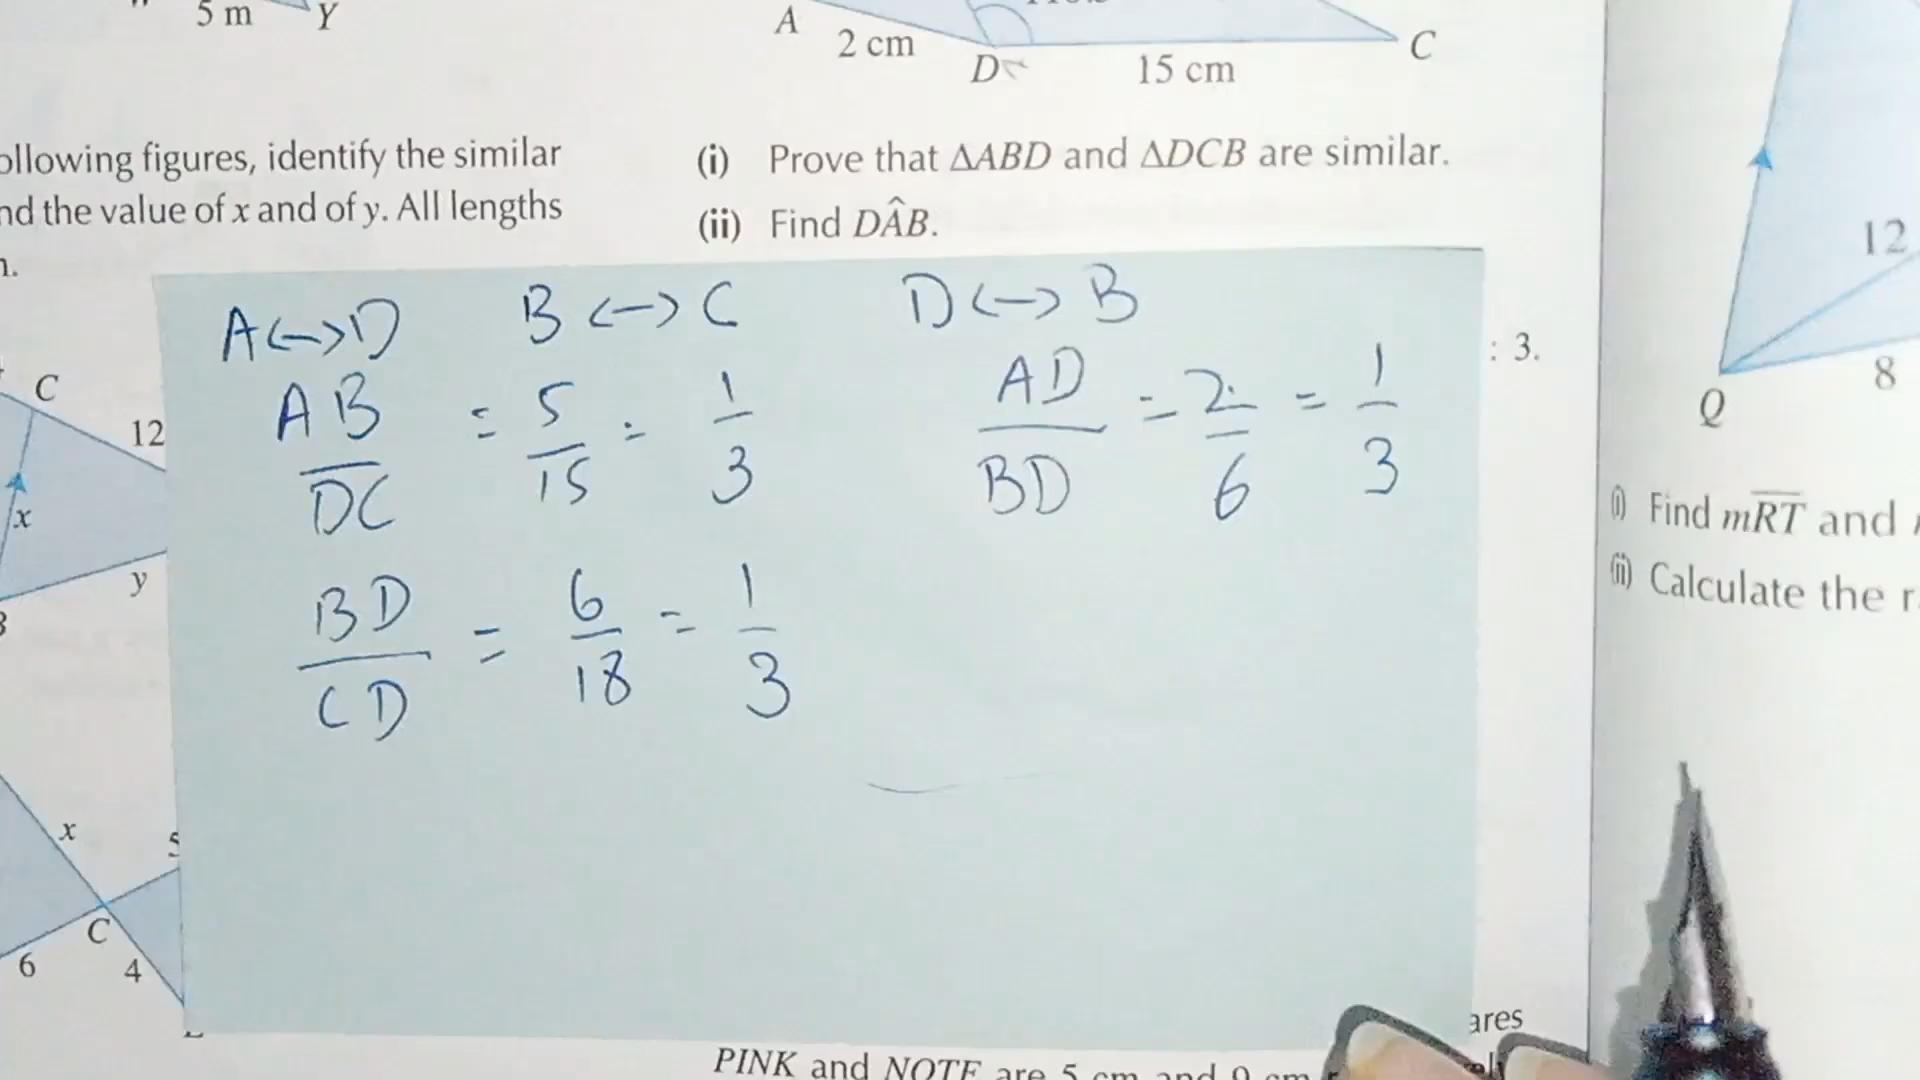 5 m
Y
A
2 cm
D
15 cm
C
following figures, identify the similar
nd the value of x and of y. All lengths
(i) Prove that ΔABD and ΔDCB are similar.
(ii) Find DÂB.
A<->D B <-> C D<-> B
AB/DC = 5/15 = 1/3
AD/BD = 2/6 = 1/3
BD/CD = 6/18 = 1/3
: 3.
C
12
x
y
x
5
C
6
4
12
8
Q
(i) Find mR̅T̅ and
(ii) Calculate the r
ares
PINK and NOTE are 5 cm and 9 cm